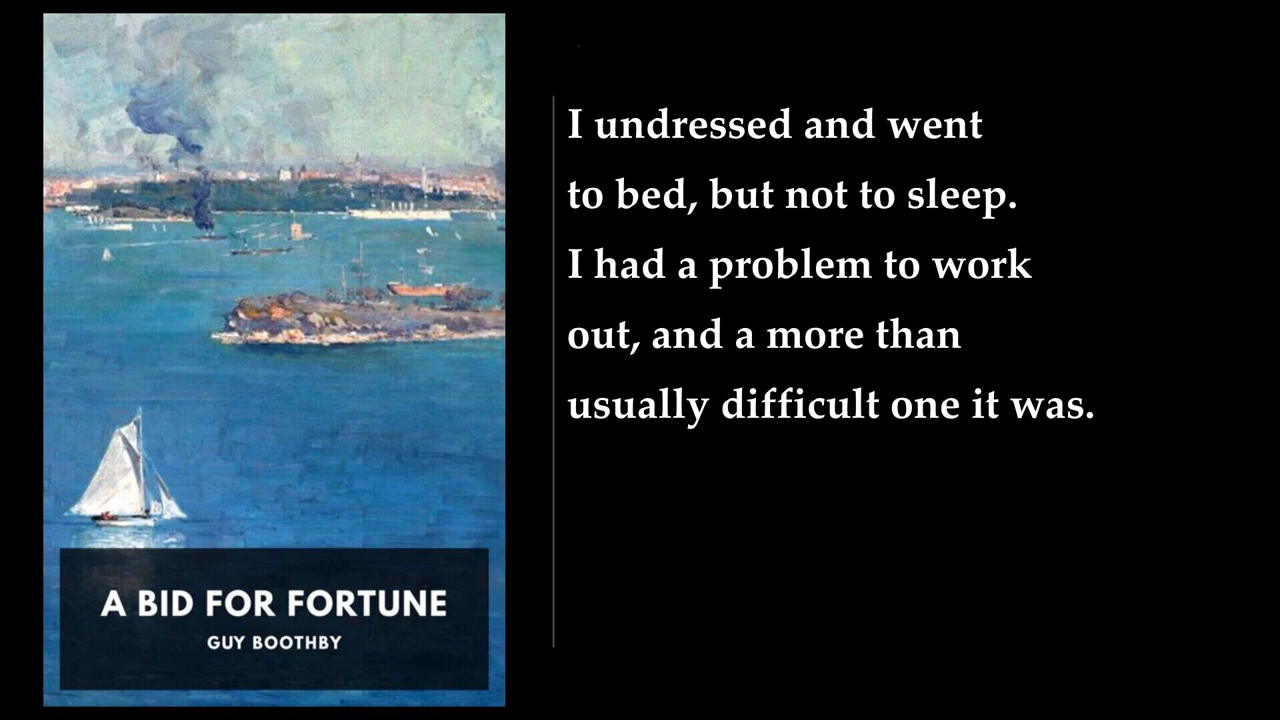 I undressed and went
to bed, but not to sleep.
I had a problem to work
out, and a more than
usually difficult one it was.
A BID FOR FORTUNE
GUY BOOTHBY